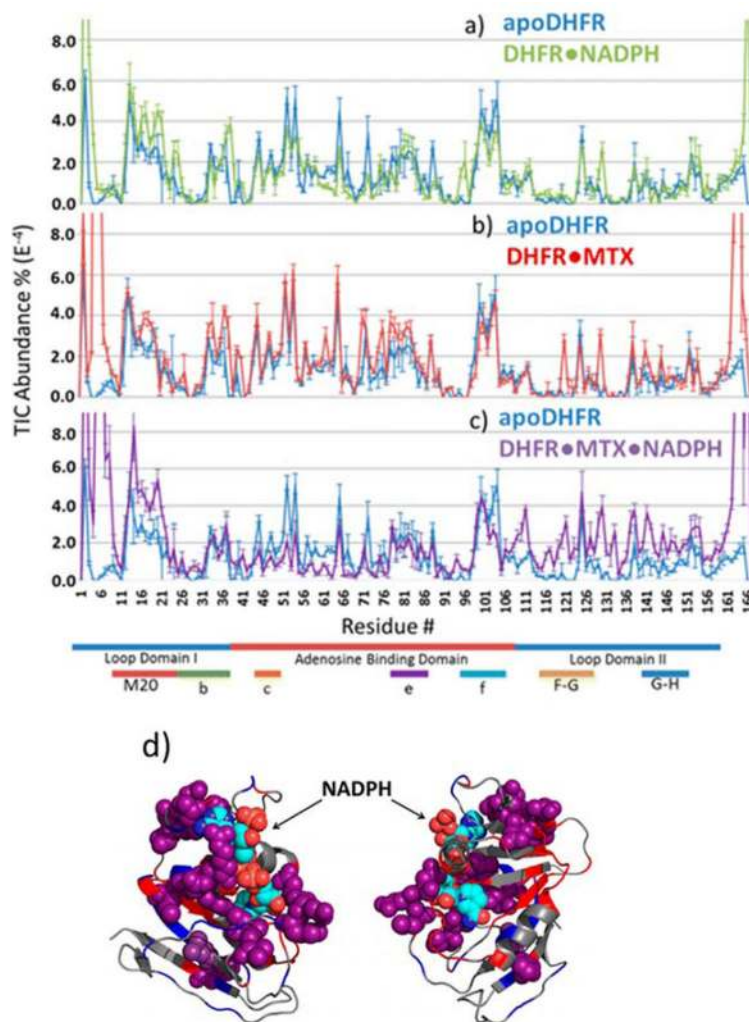 a)
apoDHFR
DHFR●NADPH
8.0
6.0
4.0
2.0
0.0
b)
apoDHFR
DHFR●MTX
8.0
6.0
4.0
2.0
0.0
c)
apoDHFR
DHFR●MTX●NADPH
8.0
6.0
4.0
2.0
0.0
TIC Abundance % (E⁻⁴)
1 6 11 16 21 26 31 36 41 46 51 56 61 66 71 76 81 86 91 96 101 106 111 116 121 126 131 136 141 146 151 156 161 166
Residue #
Loop Domain I Adenosine Binding Domain Loop Domain II
M20 b c e f F-G G-H
d)
NADPH